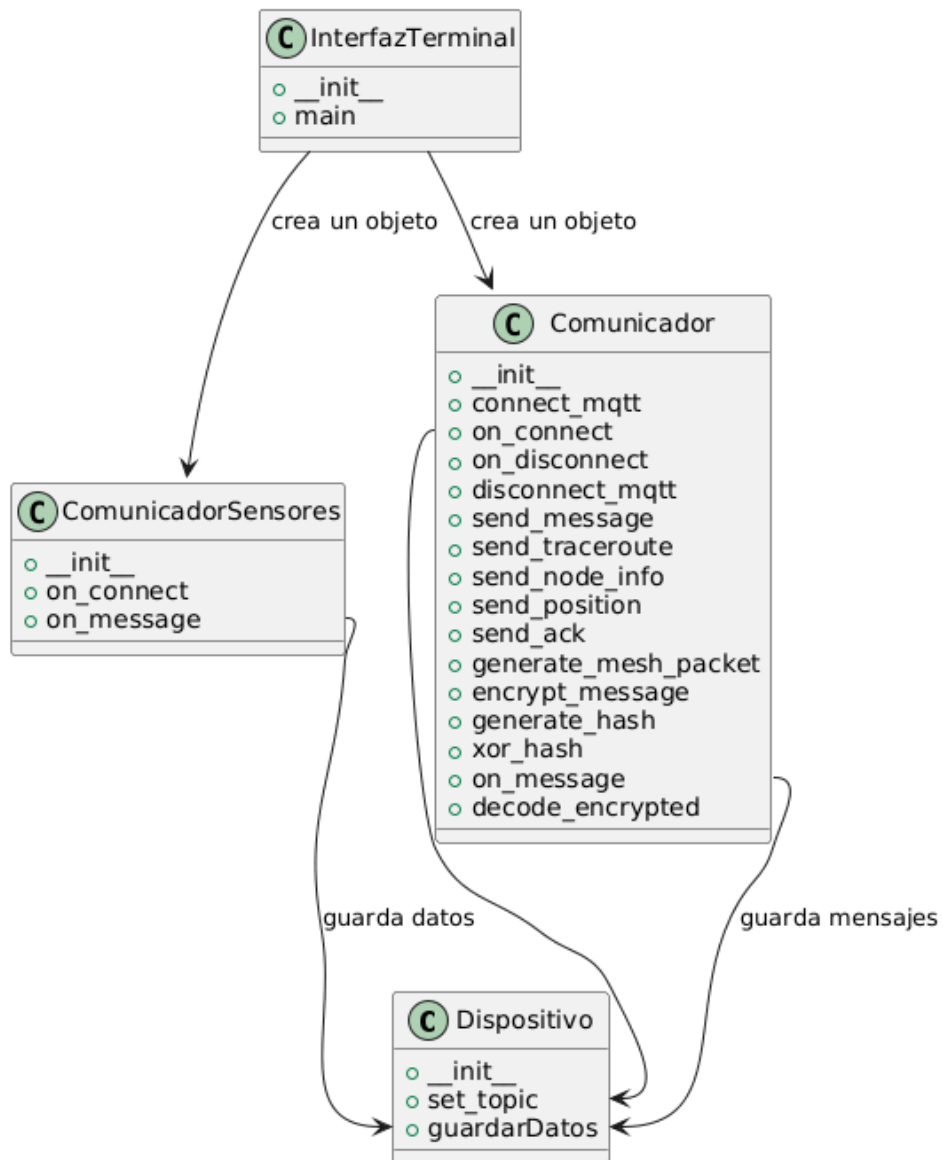 C InterfazTerminal
__init__
main
crea un objeto
crea un objeto
C Comunicador
__init__
connect_mqtt
on_connect
on_disconnect
disconnect_mqtt
send_message
send_traceroute
send_node_info
send_position
send_ack
generate_mesh_packet
encrypt_message
generate_hash
xor_hash
on_message
decode_encrypted
C ComunicadorSensores
__init__
on_connect
on_message
guarda datos
guarda mensajes
C Dispositivo
__init__
set_topic
guardarDatos